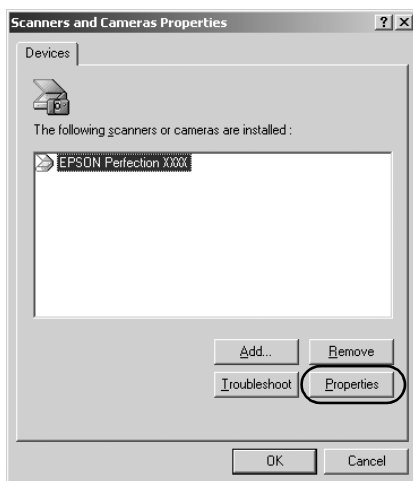 Scanners and Cameras Properties
Devices
The following scanners or cameras are installed :
EPSON Perfection XXXX
Add... Remove
Troubleshoot Properties
OK Cancel